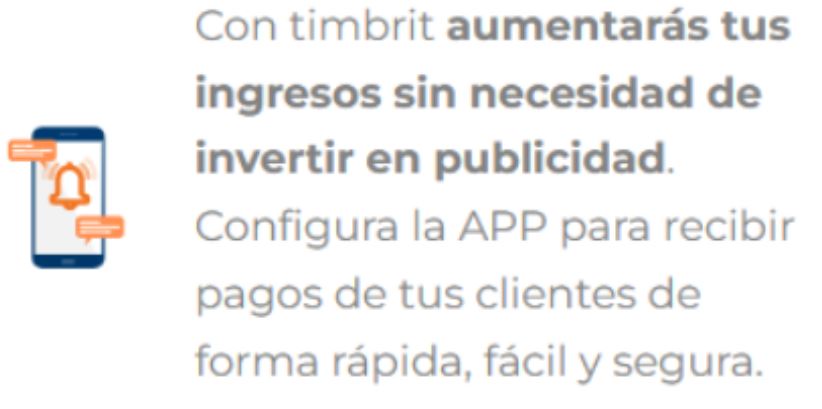 Con timbrit aumentarás tus
ingresos sin necesidad de
invertir en publicidad.
Configura la APP para recibir
pagos de tus clientes de
forma rápida, fácil y segura.